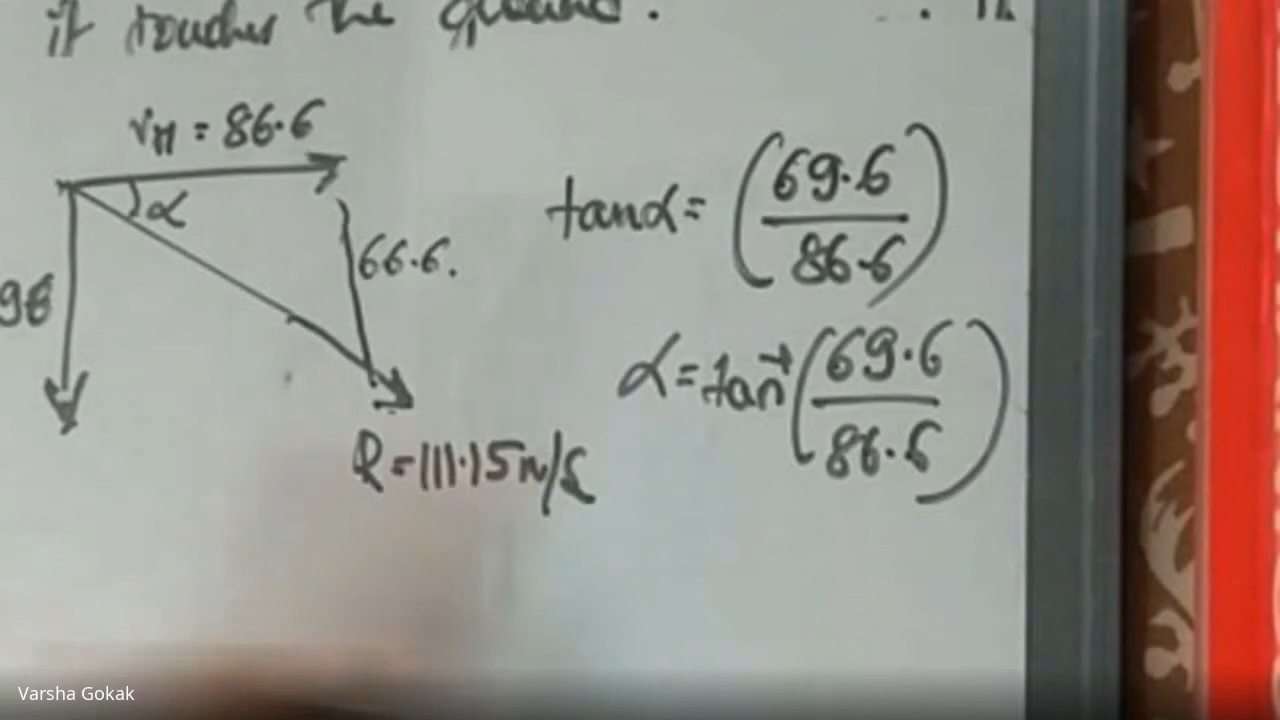 it touches the ground.
vH = 86.6
α
66.6.
98
R = 111.15 m/s
tanα = (69.6 / 86.6)
α = tan⁻¹ (69.6 / 86.6)
Varsha Gokak